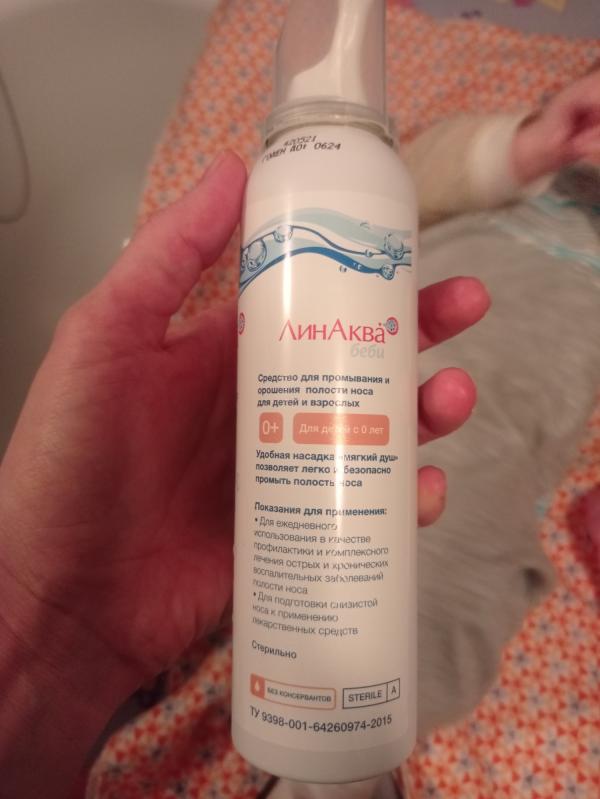 420521
ГОДЕН ДО: 0624
ЛинАква
беби
Средство для промывания и
орошения полости носа
для детей и взрослых
0+ Для детей с 0 лет
Удобная насадка «мягкий душ»
позволяет легко и безопасно
промыть полость носа
Показания для применения:
• Для ежедневного
использования в качестве
профилактики и комплексного
лечения острых и хронических
воспалительных заболеваний
полости носа
• Для подготовки слизистой
носа к применению
лекарственных средств
Стерильно
БЕЗ КОНСЕРВАНТОВ STERILE A
ТУ 9398-001-64260974-2015